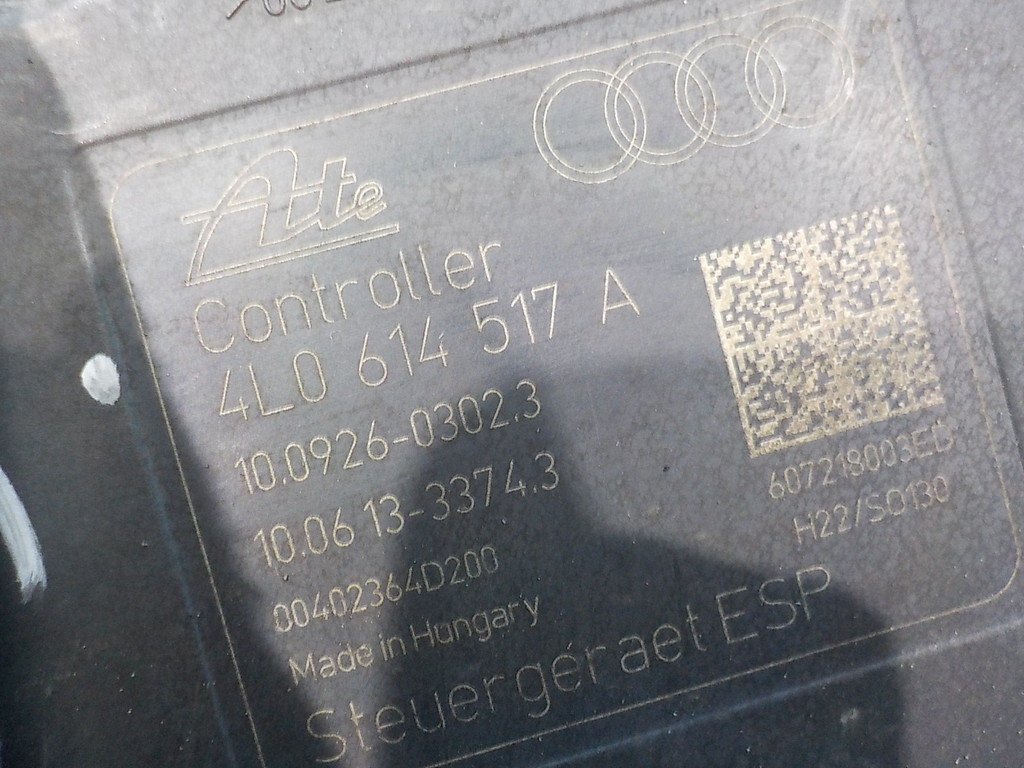 Ate
Controller
4L0 614 517 A
10.0926-0302.3
10.0613-3374.3
00402364D200
Made in Hungary
607218003ED
H22/SO130
Steuergeraet ESP